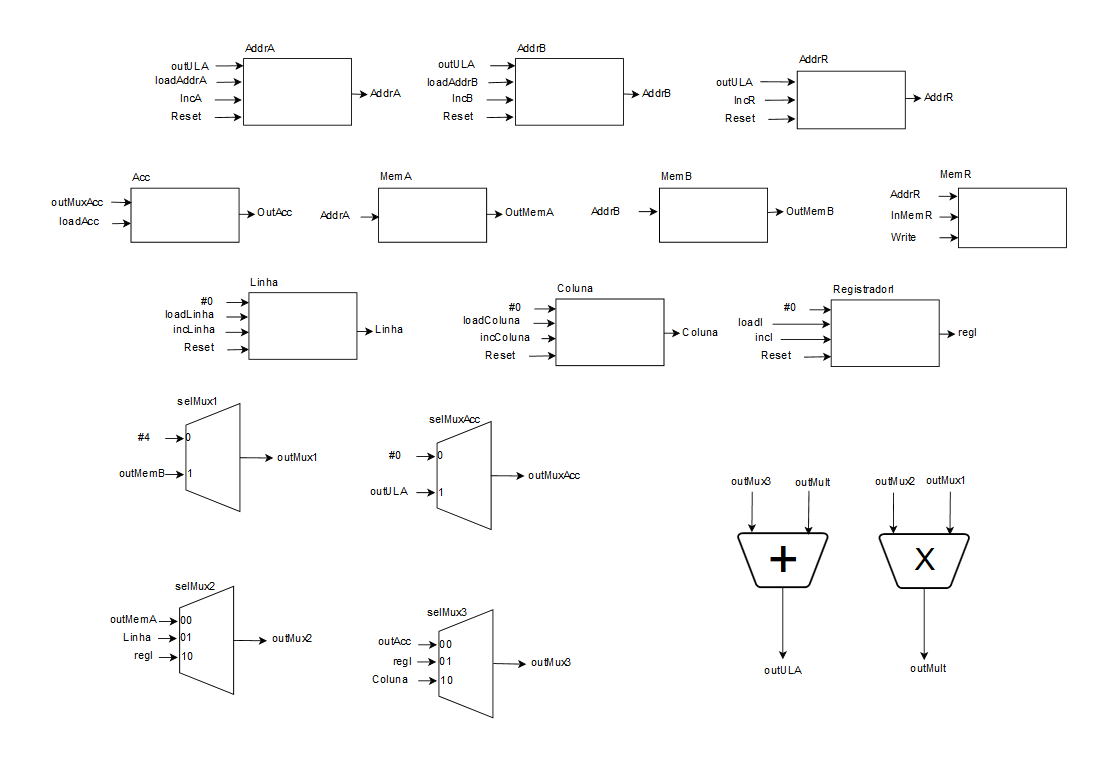 AddrA
outULA
loadAddrA
IncA
Reset
AddrA
AddrB
outULA
loadAddrB
IncB
Reset
AddrB
AddrR
outULA
IncR
Reset
AddrR
Acc
outMuxAcc
loadAcc
OutAcc
MemA
AddrA
OutMemA
MemB
AddrB
OutMemB
MemR
AddrR
InMemR
Write
Linha
#0
loadLinha
incLinha
Reset
Linha
Coluna
#0
loadColuna
incColuna
Reset
Coluna
RegistradorI
#0
loadI
incI
Reset
regI
selMux1
#4
0
outMemB
1
outMux1
selMuxAcc
#0
0
outULA
1
outMuxAcc
outMux3
outMult
+
outULA
outMux2
outMux1
X
outMult
selMux2
outMemA
00
Linha
01
regI
10
outMux2
selMux3
outAcc
00
regI
01
Coluna
10
outMux3